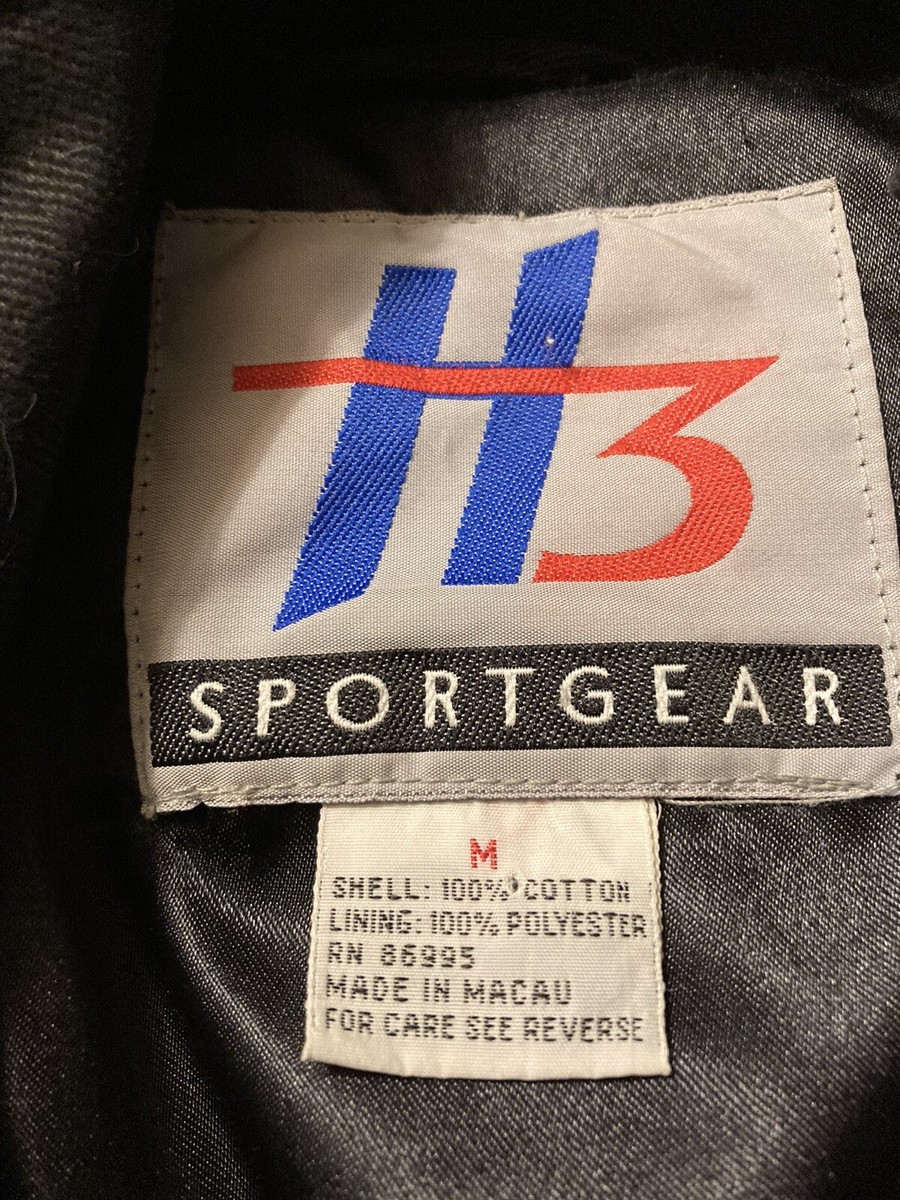 H3
SPORTGEAR
M
SHELL: 100% COTTON
LINING: 100% POLYESTER
RN 86995
MADE IN MACAU
FOR CARE SEE REVERSE